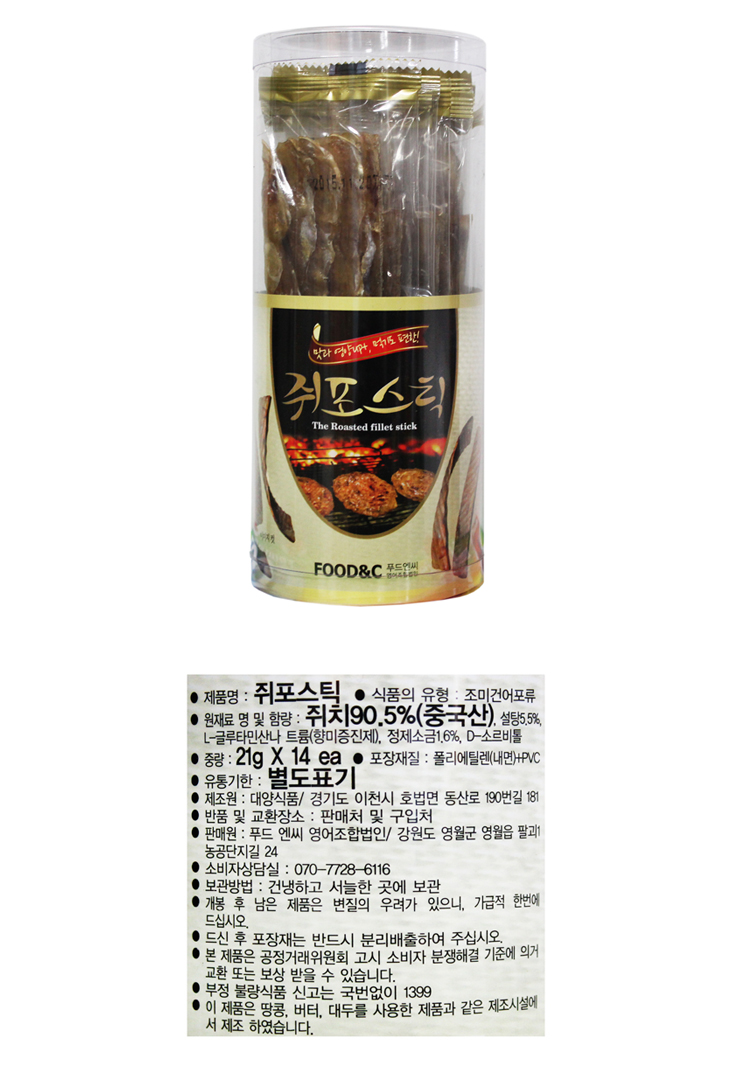 맛과 영양up, 먹기도 편한!
쥐포스틱
The Roasted fillet stick
FOOD&C 푸드엔씨
영어조합법인
● 제품명 : 쥐포스틱 ● 식품의 유형 : 조미건어포류
● 원재료 명 및 함량 : 쥐치90.5%(중국산), 설탕5.5%,
L-글루타민산나 트륨(향미증진제), 정제소금1.6%, D-소르비톨
● 중량 : 21g X 14 ea ● 포장재질 : 폴리에틸렌(내면)+PVC
● 유통기한 : 별도표기
● 제조원 : 대양식품/ 경기도 이천시 호법면 동산로 190번길 181
● 반품 및 교환장소 : 판매처 및 구입처
● 판매원 : 푸드 엔씨 영어조합법인/ 강원도 영월군 영월읍 팔괴1
농공단지길 24
● 소비자상담실 : 070-7728-6116
● 보관방법 : 건냉하고 서늘한 곳에 보관
● 개봉 후 남은 제품은 변질의 우려가 있으니, 가급적 한번에
드십시오.
● 드신 후 포장재는 반드시 분리배출하여 주십시오.
● 본 제품은 공정거래위원회 고시 소비자 분쟁해결 기준에 의거
교환 또는 보상 받을 수 있습니다.
● 부정 불량식품 신고는 국번없이 1399
● 이 제품은 땅콩, 버터, 대두를 사용한 제품과 같은 제조시설에
서 제조 하였습니다.